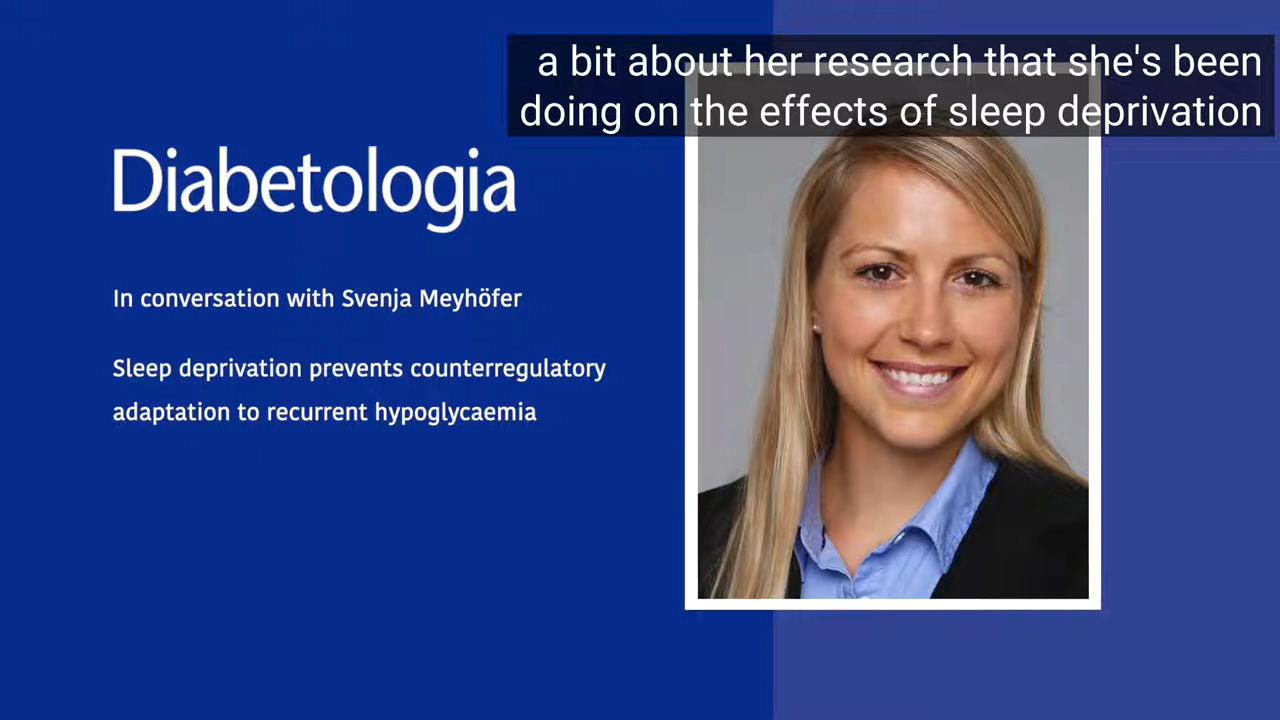 a bit about her research that she's been
doing on the effects of sleep deprivation
Diabetologia
In conversation with Svenja Meyhöfer
Sleep deprivation prevents counterregulatory
adaptation to recurrent hypoglycaemia